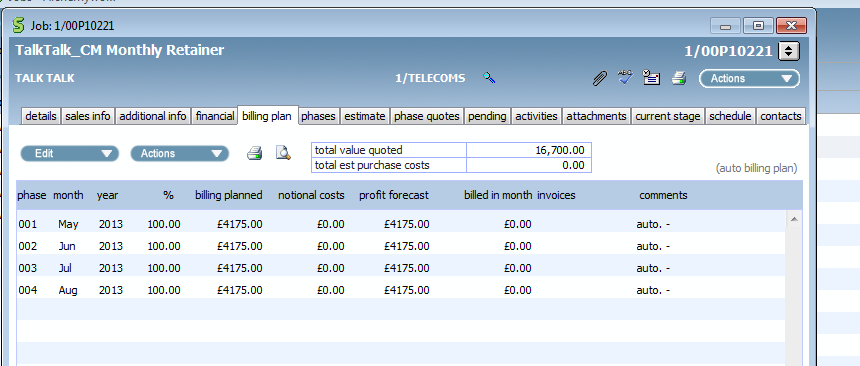 Job: 1/00P10221
TalkTalk_CM Monthly Retainer 1/00P10221
TALK TALK 1/TELECOMS ABC Actions
details sales info additional info financial billing plan phases estimate phase quotes pending activities attachments current stage schedule contacts
Edit Actions total value quoted 16,700.00
total est purchase costs 0.00 (auto billing plan)
phase month year % billing planned notional costs profit forecast billed in month invoices comments
001 May 2013 100.00 £4175.00 £0.00 £4175.00 £0.00 auto. -
002 Jun 2013 100.00 £4175.00 £0.00 £4175.00 £0.00 auto. -
003 Jul 2013 100.00 £4175.00 £0.00 £4175.00 £0.00 auto. -
004 Aug 2013 100.00 £4175.00 £0.00 £4175.00 £0.00 auto. -